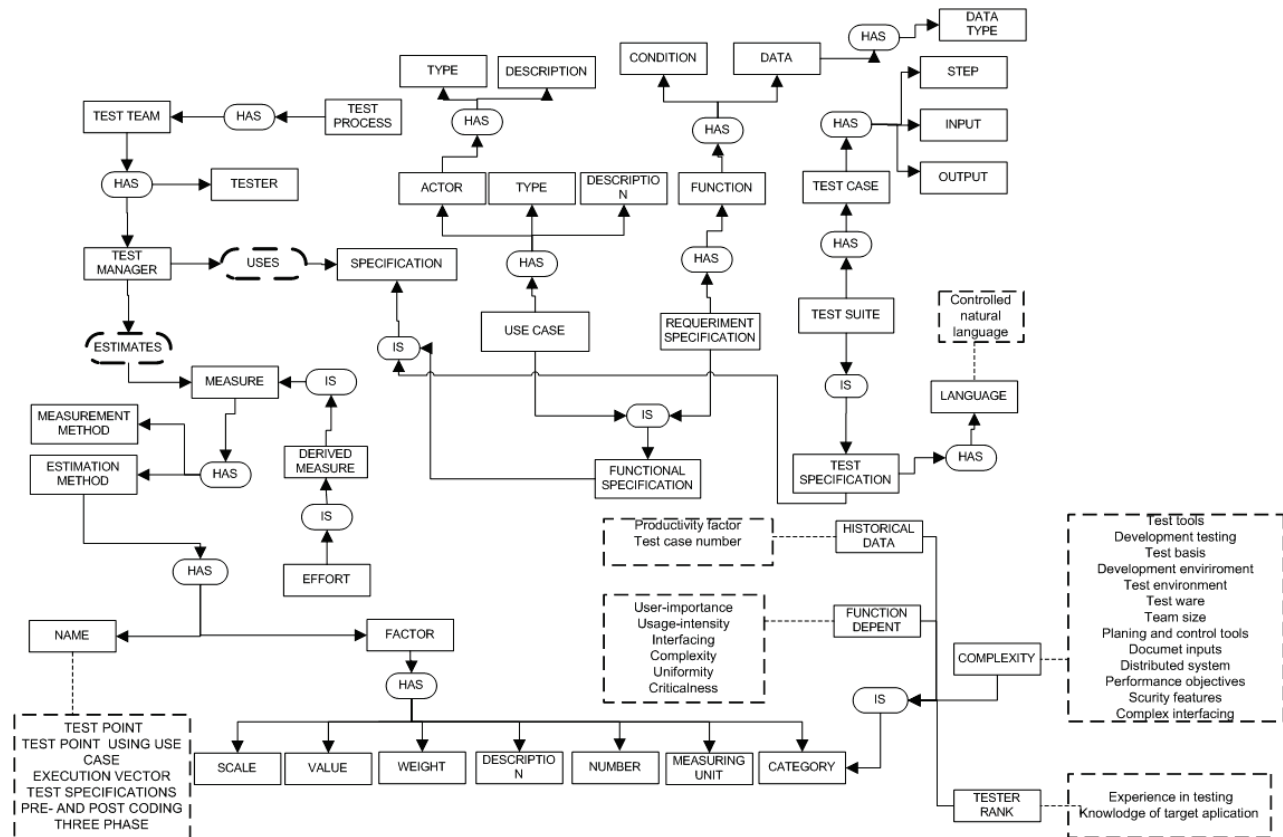 DATA
TYPE
HAS
TYPE
DESCRIPTION
CONDITION
DATA
STEP
TEST TEAM
HAS
TEST
PROCESS
HAS
HAS
HAS
INPUT
HAS
TESTER
ACTOR
TYPE
DESCRIPTIO
N
FUNCTION
TEST CASE
OUTPUT
TEST
MANAGER
USES
SPECIFICATION
HAS
HAS
HAS
Controlled
natural
language
USE CASE
REQUERIMENT
SPECIFICATION
TEST SUITE
ESTIMATES
IS
MEASURE
IS
IS
LANGUAGE
MEASUREMENT
METHOD
IS
HAS
ESTIMATION
METHOD
HAS
DERIVED
MEASURE
FUNCTIONAL
SPECIFICATION
TEST
SPECIFICATION
IS
Productivity factor
Test case number
HISTORICAL
DATA
Test tools
Development testing
Test basis
Development enviriroment
Test environment
Test ware
Team size
Planing and control tools
Documet inputs
Distributed system
Performance objectives
Scurity features
Complex interfacing
HAS
EFFORT
User-importance
Usage-intensity
Interfacing
Complexity
Uniformity
Criticalness
FUNCTION
DEPENT
NAME
FACTOR
COMPLEXITY
HAS
IS
TEST POINT
TEST POINT USING USE
CASE
EXECUTION VECTOR
TEST SPECIFICATIONS
PRE- AND POST CODING
THREE PHASE
SCALE
VALUE
WEIGHT
DESCRIPTIO
N
NUMBER
MEASURING
UNIT
CATEGORY
TESTER
RANK
Experience in testing
Knowlodge of target aplication